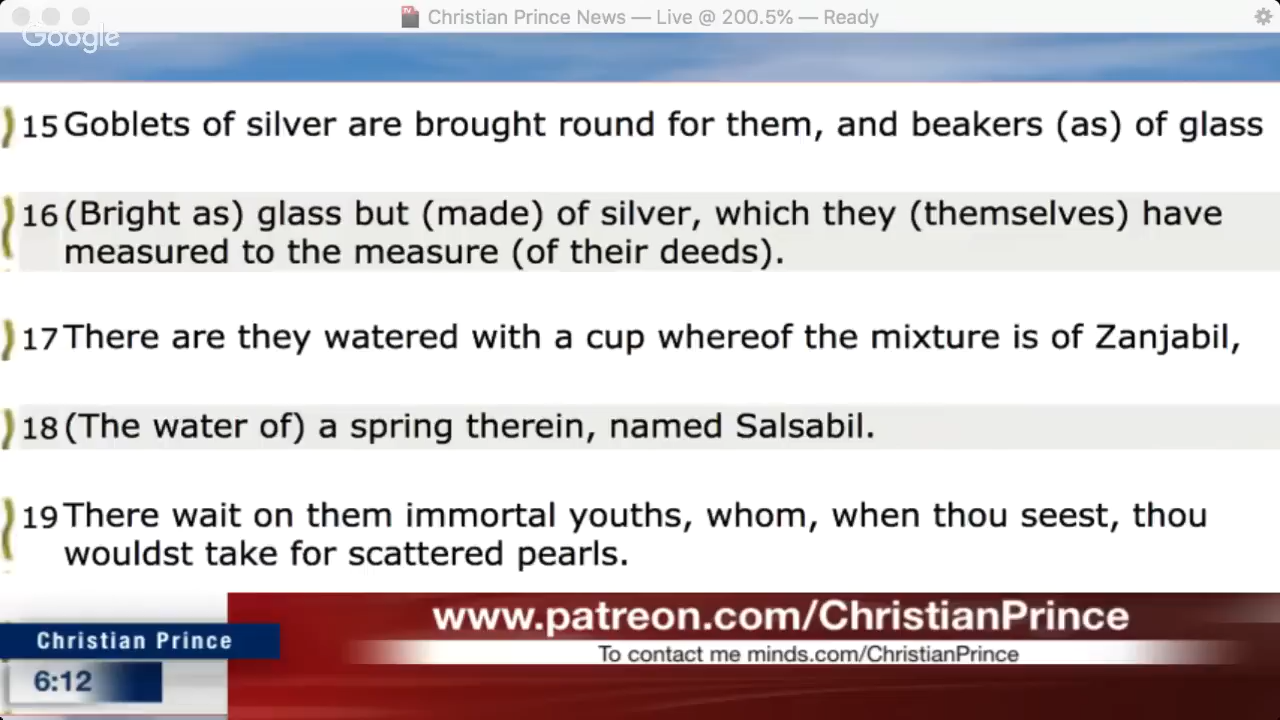 Christian Prince News — Live @ 200.5% — Ready
Google
15 Goblets of silver are brought round for them, and beakers (as) of glass
16 (Bright as) glass but (made) of silver, which they (themselves) have
measured to the measure (of their deeds).
17 There are they watered with a cup whereof the mixture is of Zanjabil,
18 (The water of) a spring therein, named Salsabil.
19 There wait on them immortal youths, whom, when thou seest, thou
wouldst take for scattered pearls.
www.patreon.com/ChristianPrince
Christian Prince
To contact me minds.com/ChristianPrince
6:12